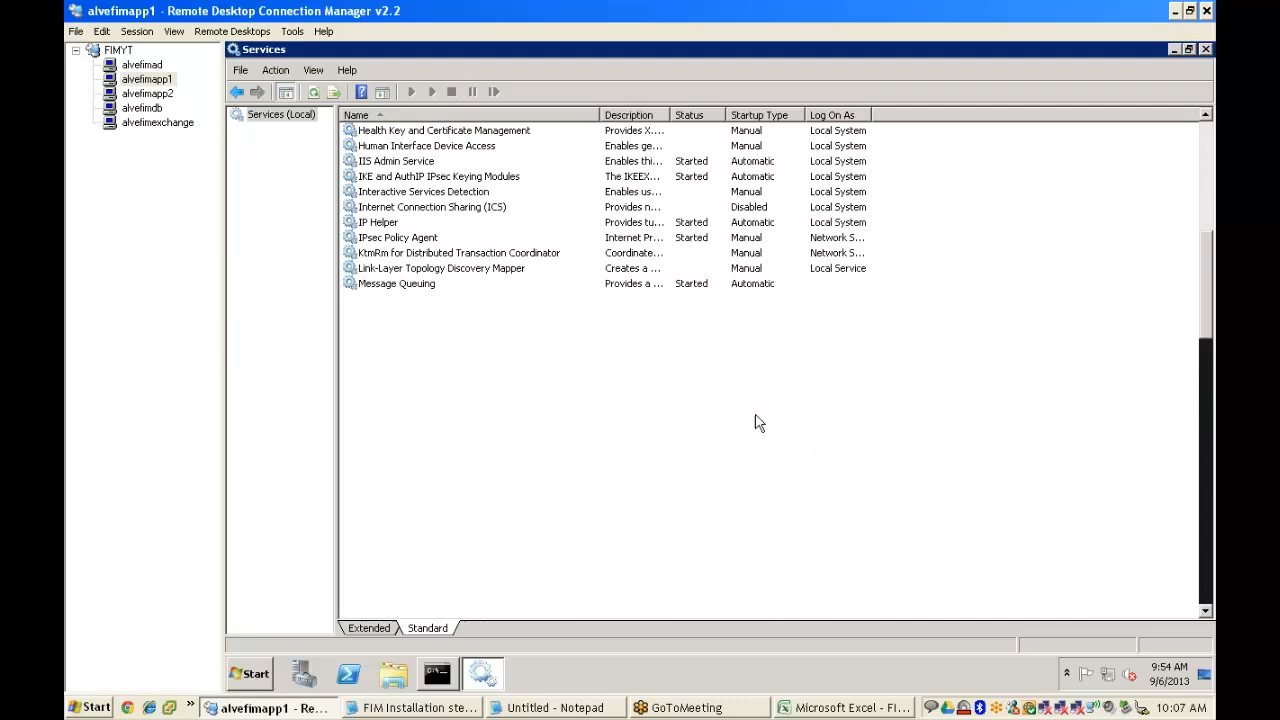 alvefimapp1 - Remote Desktop Connection Manager v2.2
File Edit Session View Remote Desktops Tools Help
FIMYT
alvefimad
alvefimapp1
alvefimapp2
alvefimdb
alvefimexchange
Services
File Action View Help
Services (Local)
Name Description Status Startup Type Log On As
Health Key and Certificate Management Provides X.... Manual Local System
Human Interface Device Access Enables ge... Manual Local System
IIS Admin Service Enables thi... Started Automatic Local System
IKE and AuthIP IPsec Keying Modules The IKEEX... Started Automatic Local System
Interactive Services Detection Enables us... Manual Local System
Internet Connection Sharing (ICS) Provides n... Disabled Local System
IP Helper Provides tu... Started Automatic Local System
IPsec Policy Agent Internet Pr... Started Manual Network S...
KtmRm for Distributed Transaction Coordinator Coordinate... Manual Network S...
Link-Layer Topology Discovery Mapper Creates a ... Manual Local Service
Message Queuing Provides a ... Started Automatic
Extended Standard
Start
9:54 AM
9/6/2013
Start » alvefimapp1 - Re... FIM Installation ste... Untitled - Notepad GoToMeeting Microsoft Excel - FI... 10:07 AM